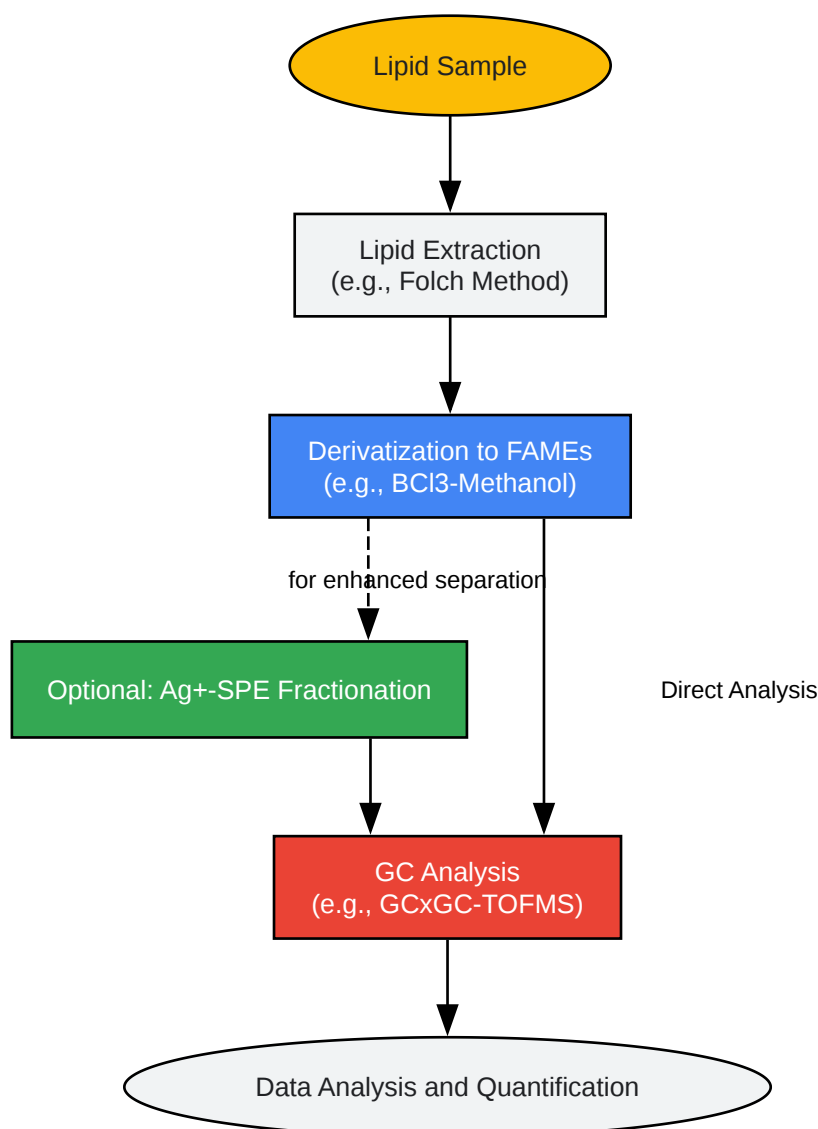 Lipid Sample
Lipid Extraction
(e.g., Folch Method)
Derivatization to FAMEs
(e.g., BCl3-Methanol)
for enhanced separation
Optional: Ag+-SPE Fractionation
Direct Analysis
GC Analysis
(e.g., GCxGC-TOFMS)
Data Analysis and Quantification